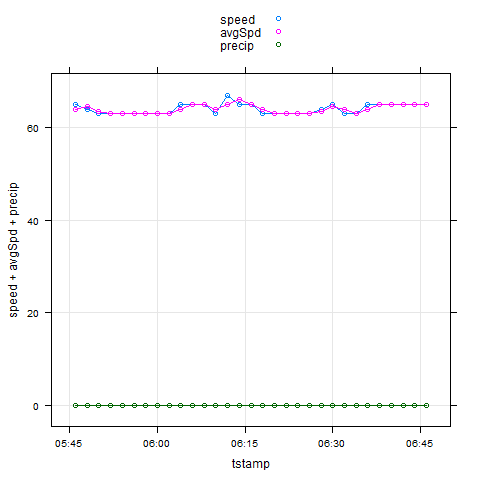 speed
avgSpd
precip
speed + avgSpd + precip
60
40
20
0
05:45 06:00 06:15 06:30 06:45
tstamp